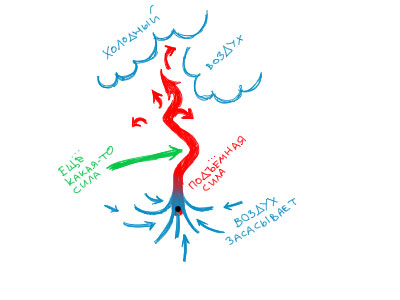 ХОЛОДНЫЙ
ВОЗДУХ
ЕЩЁ
КАКАЯ-ТО
СИЛА
ПОДЪЁМНАЯ
СИЛА
ВОЗДУХ
ЗАСАСЫВАЕТ